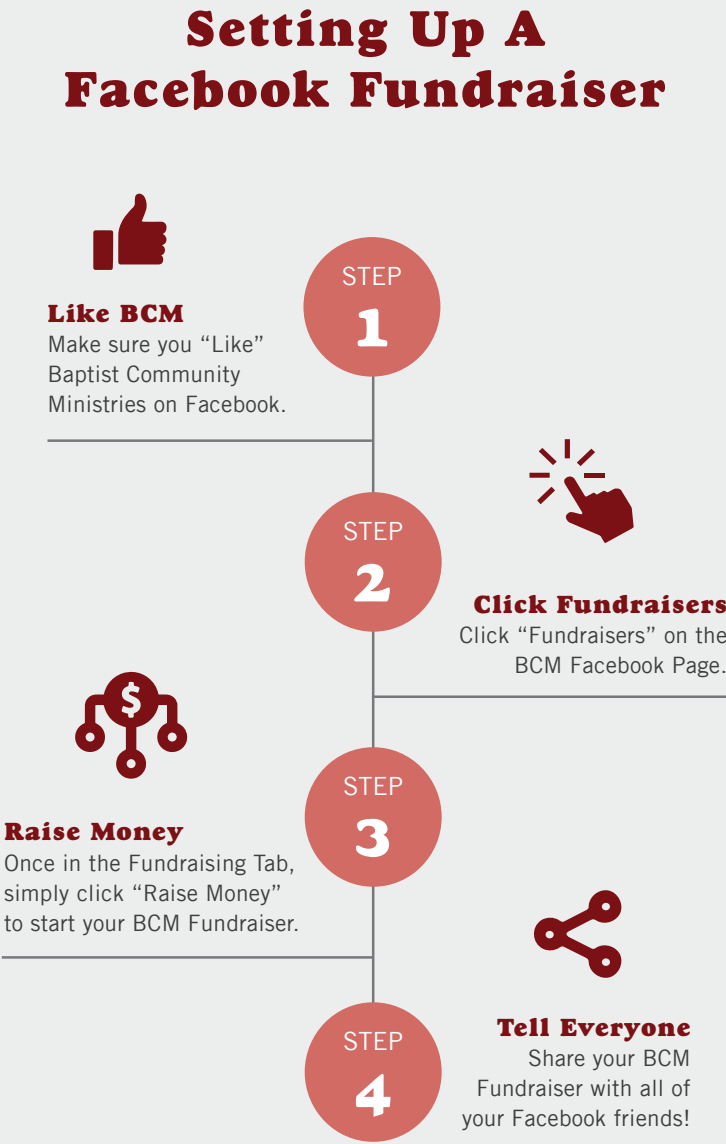 Setting Up A
Facebook Fundraiser
STEP
1
Like BCM
Make sure you “Like”
Baptist Community
Ministries on Facebook.
STEP
2
Click Fundraisers
Click “Fundraisers” on the
BCM Facebook Page.
$
STEP
3
Raise Money
Once in the Fundraising Tab,
simply click “Raise Money”
to start your BCM Fundraiser.
STEP
4
Tell Everyone
Share your BCM
Fundraiser with all of
your Facebook friends!